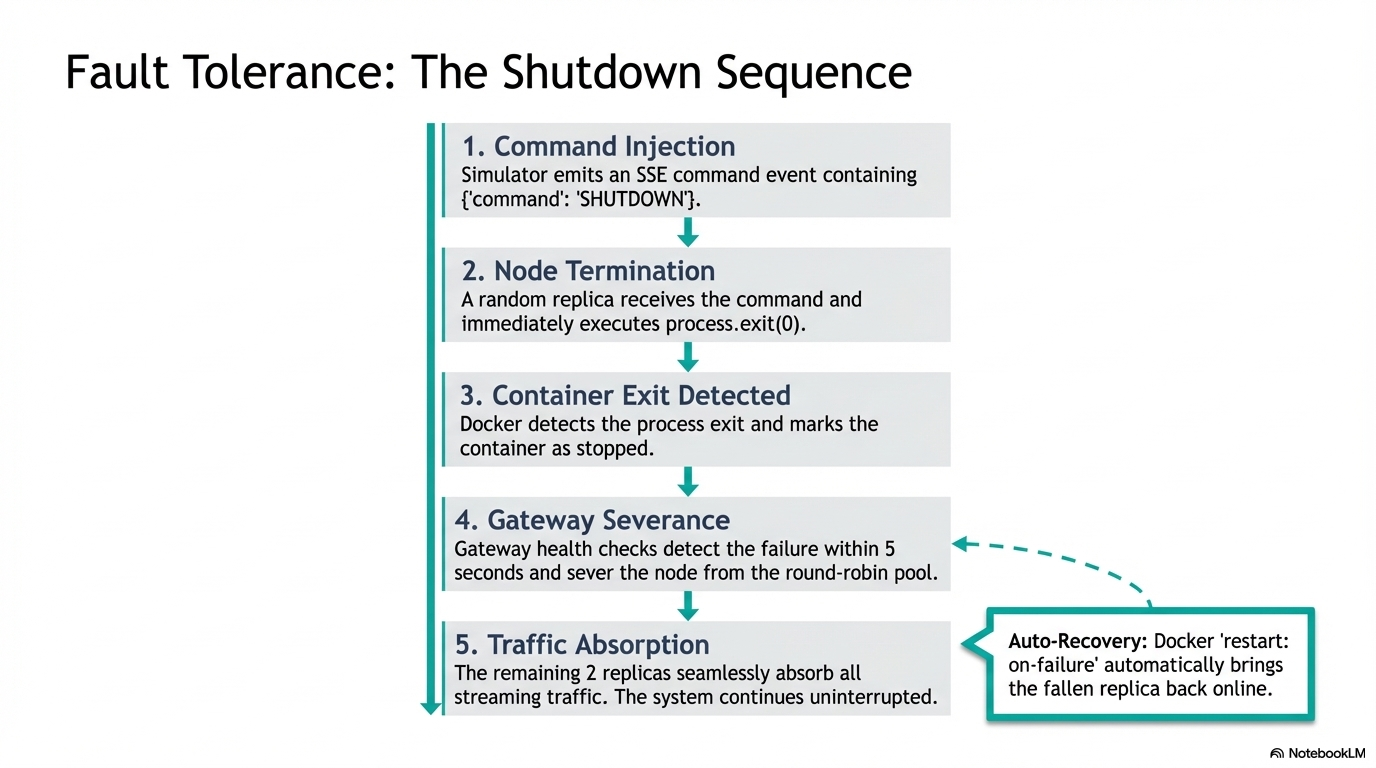 Fault Tolerance: The Shutdown Sequence
1. Command Injection
Simulator emits an SSE command event containing
{'command': 'SHUTDOWN'}.
2. Node Termination
A random replica receives the command and
immediately executes process.exit(0).
3. Container Exit Detected
Docker detects the process exit and marks the
container as stopped.
4. Gateway Severance
Gateway health checks detect the failure within 5
seconds and sever the node from the round-robin pool.
5. Traffic Absorption
The remaining 2 replicas seamlessly absorb all
streaming traffic. The system continues uninterrupted.
Auto-Recovery: Docker 'restart:
on-failure' automatically brings
the fallen replica back online.
NotebookLM